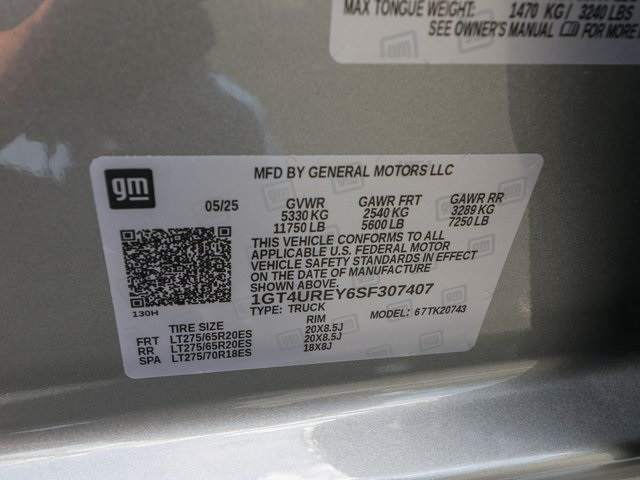 MAX TONGUE WEIGHT: 1470 KG / 3240 LBS
SEE OWNER'S MANUAL FOR MORE
gm
MFD BY GENERAL MOTORS LLC
05/25 GVWR GAWR FRT GAWR RR
5330 KG 2540 KG 3289 KG
11750 LB 5600 LB 7250 LB
THIS VEHICLE CONFORMS TO ALL
APPLICABLE U.S. FEDERAL MOTOR
VEHICLE SAFETY STANDARDS IN EFFECT
ON THE DATE OF MANUFACTURE
SHOWN ABOVE.
1GT4UREY6SF307407
130H
TYPE: TRUCK MODEL: 67TK20743
TIRE SIZE RIM
FRT LT275/65R20ES 20X8.5J
RR LT275/65R20ES 20X8.5J
SPA LT275/70R18ES 18X8J